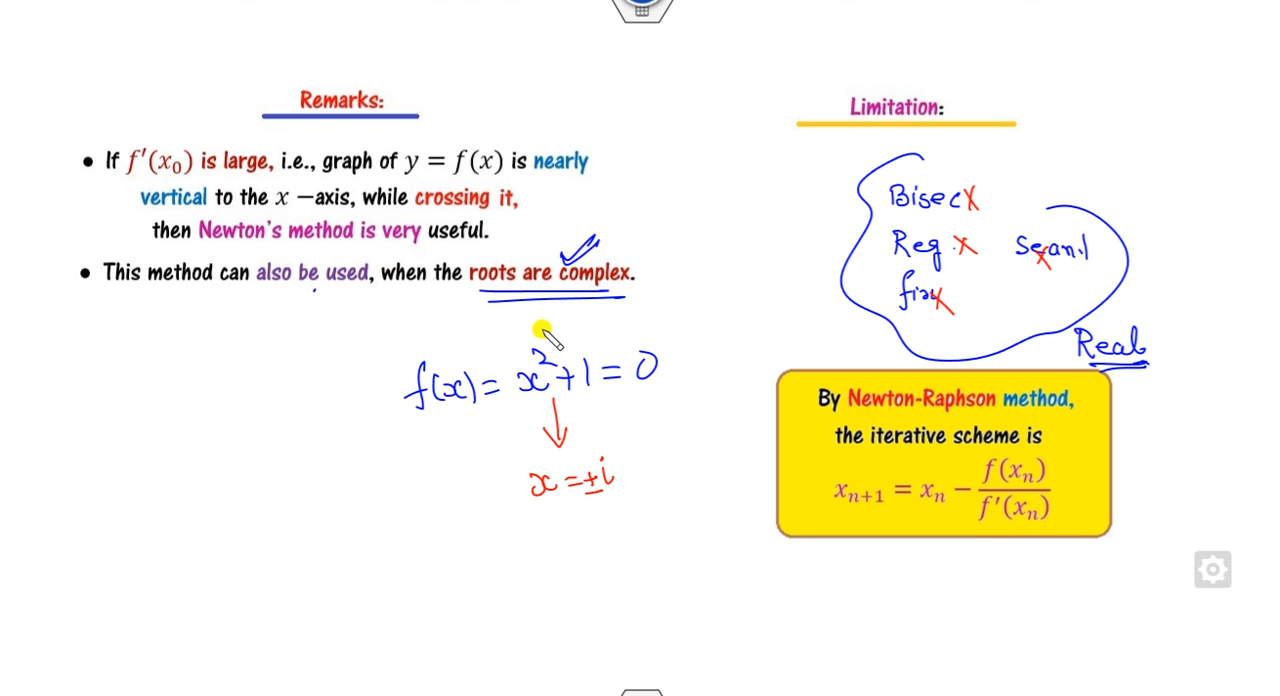 Remarks:
• If f'(x₀) is large, i.e., graph of y = f(x) is nearly
vertical to the x −axis, while crossing it,
then Newton's method is very useful.
• This method can also be used, when the roots are complex.
f(x) = x² + 1 = 0
x = ±i
Limitation:
Bisec
Reg.
Real
By Newton-Raphson method,
the iterative scheme is
xₙ₊₁ = xₙ − f(xₙ)/f'(xₙ)